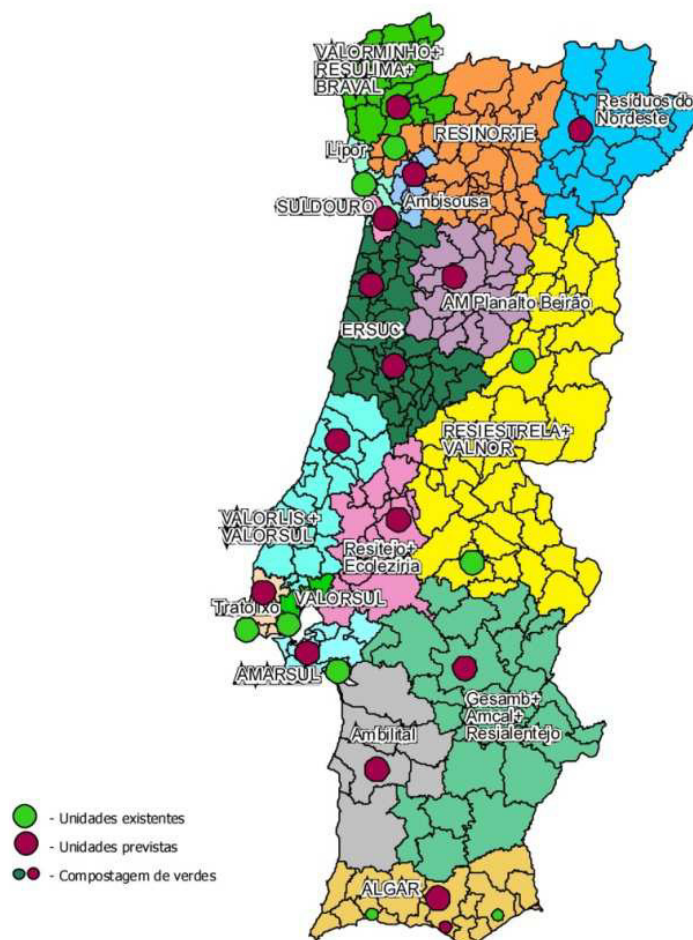 VALORMINHO+
RESULIMA+
BRAVAL
Resíduos do
Nordeste
RESINORTE
Lipor
Ambisousa
SULDOURO
AM Planalto Beirão
ERSUC
RESIESTRELA+
VALNOR
VALORLIS +
VALORSUL
Resitejo+
Ecoleziria
VALORSUL
Tratolixo
AMARSUL
Gesamb+
Amcal+
Resialentejo
Ambilital
- Unidades existentes
- Unidades previstas
- Compostagem de verdes
ALGAR